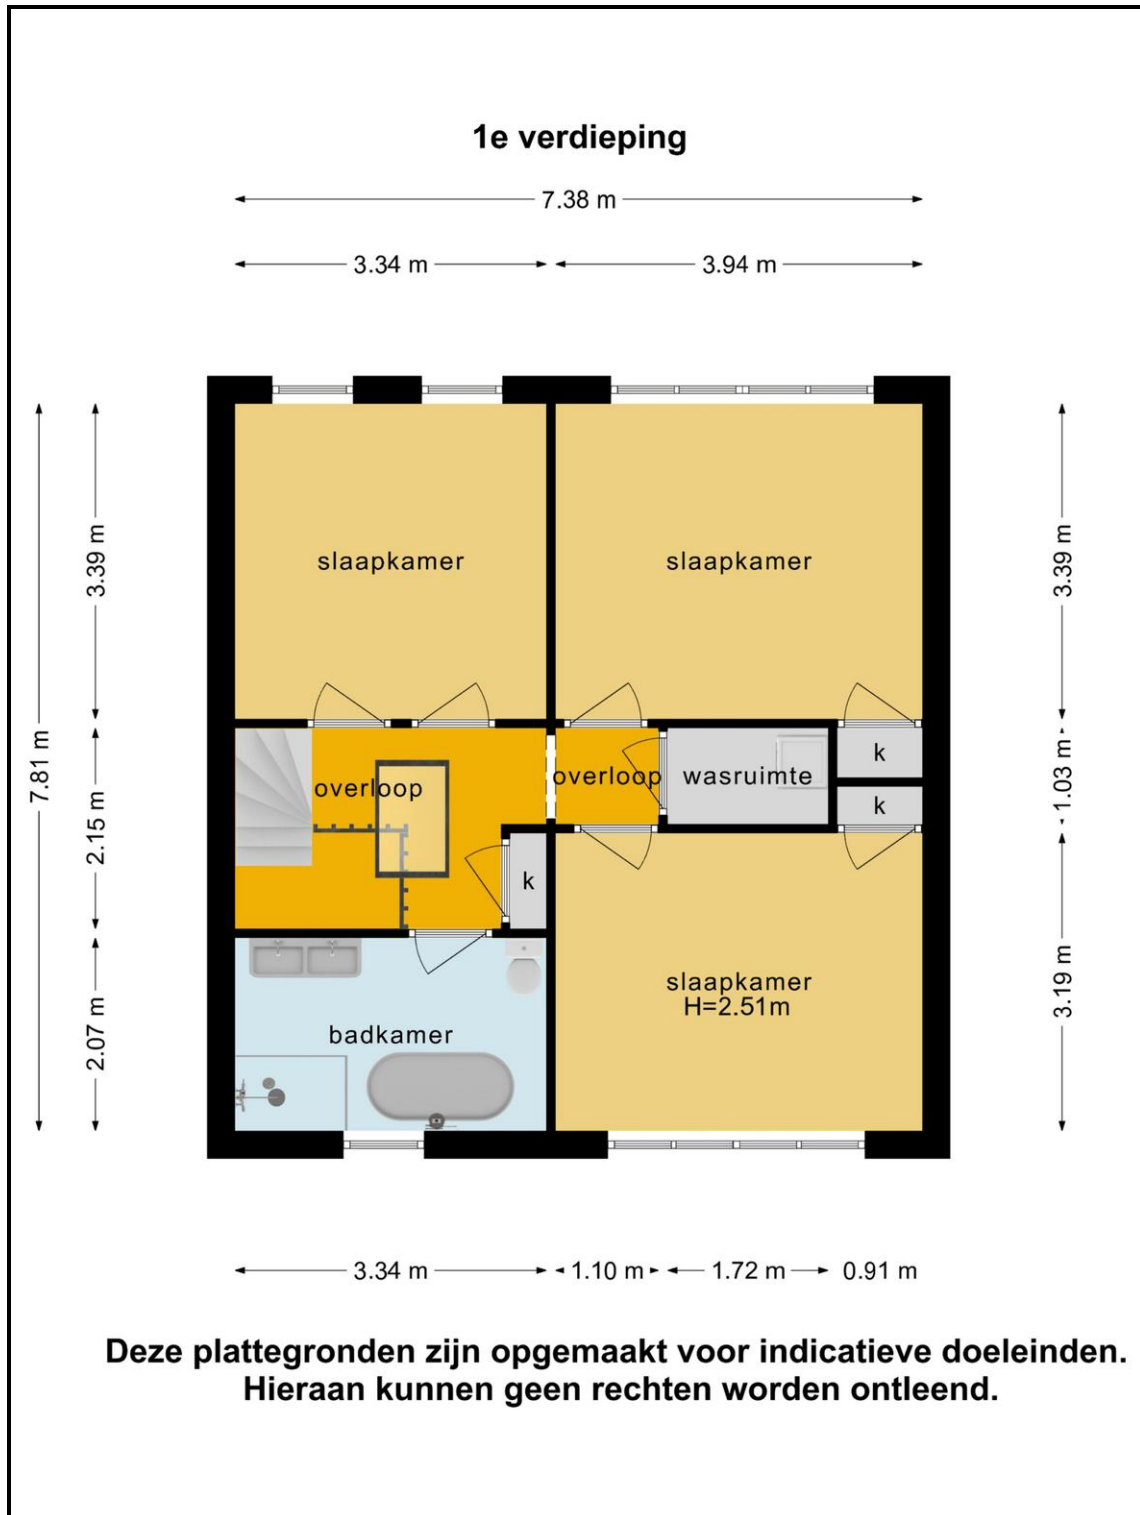 1e verdieping
7.38 m
3.34 m
3.94 m
7.81 m
3.39 m
2.15 m
2.07 m
3.39 m
1.03 m
3.19 m
slaapkamer
slaapkamer
overloop
overloop
wasruimte
k
k
k
slaapkamer
H=2.51m
badkamer
3.34 m
1.10 m
1.72 m
0.91 m
Deze plattegronden zijn opgemaakt voor indicatieve doeleinden.
Hieraan kunnen geen rechten worden ontleend.